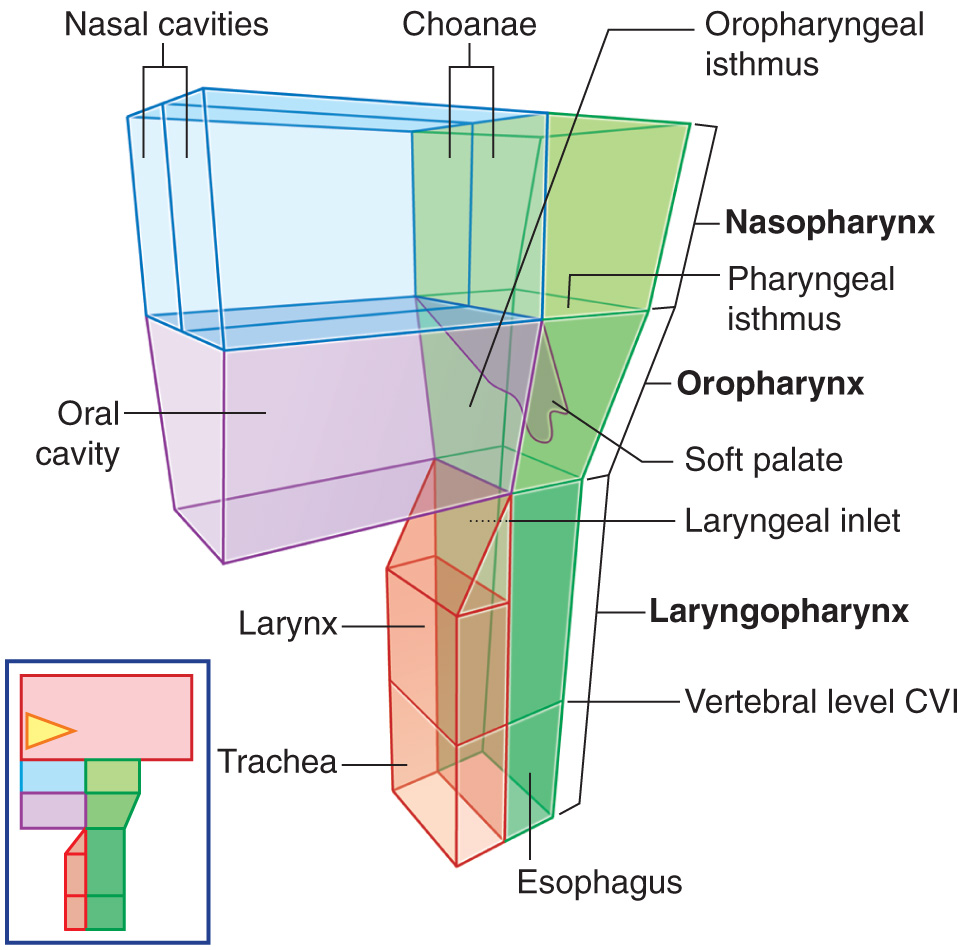 Nasal cavities
Choanae
Oropharyngeal
isthmus
Nasopharynx
Pharyngeal
isthmus
Oropharynx
Oral
cavity
Soft palate
Laryngeal inlet
Laryngopharynx
Larynx
Vertebral level CVI
Trachea
Esophagus